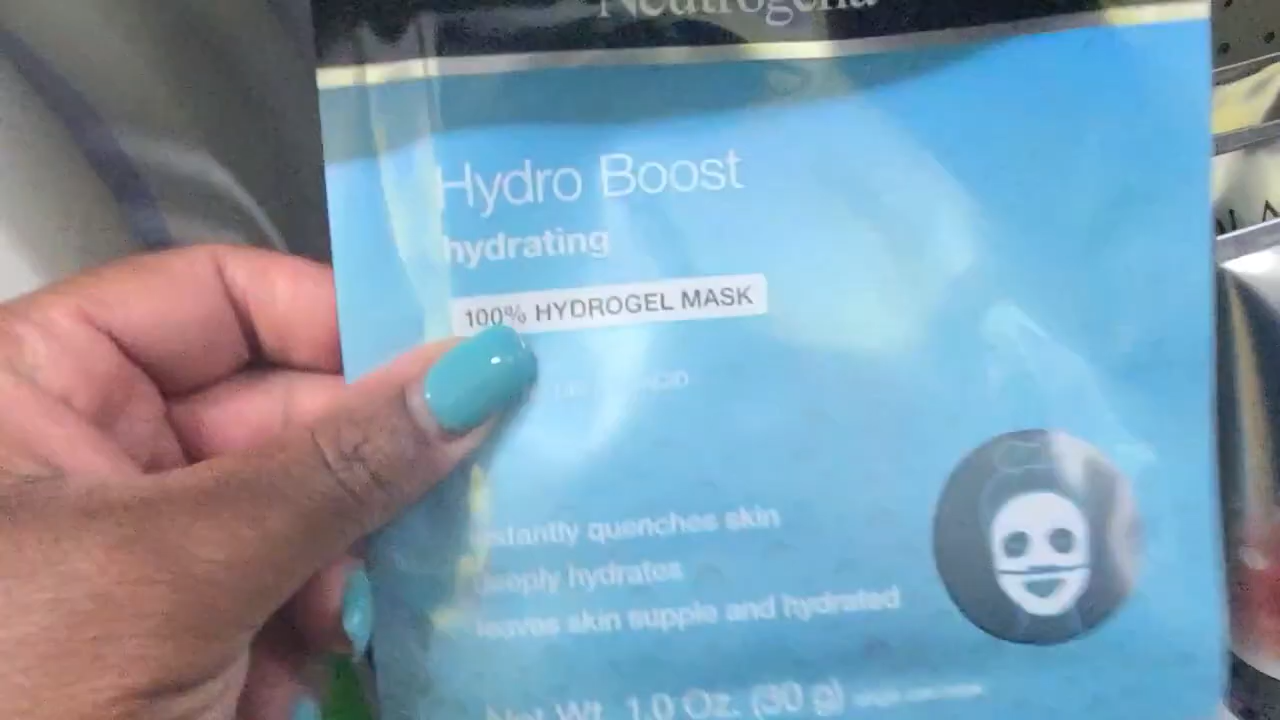 Neutrogena
Hydro Boost
hydrating
100% HYDROGEL MASK
instantly quenches skin
deeply hydrates
leaves skin supple and hydrated
Net Wt. 1.0 Oz. (30 g)